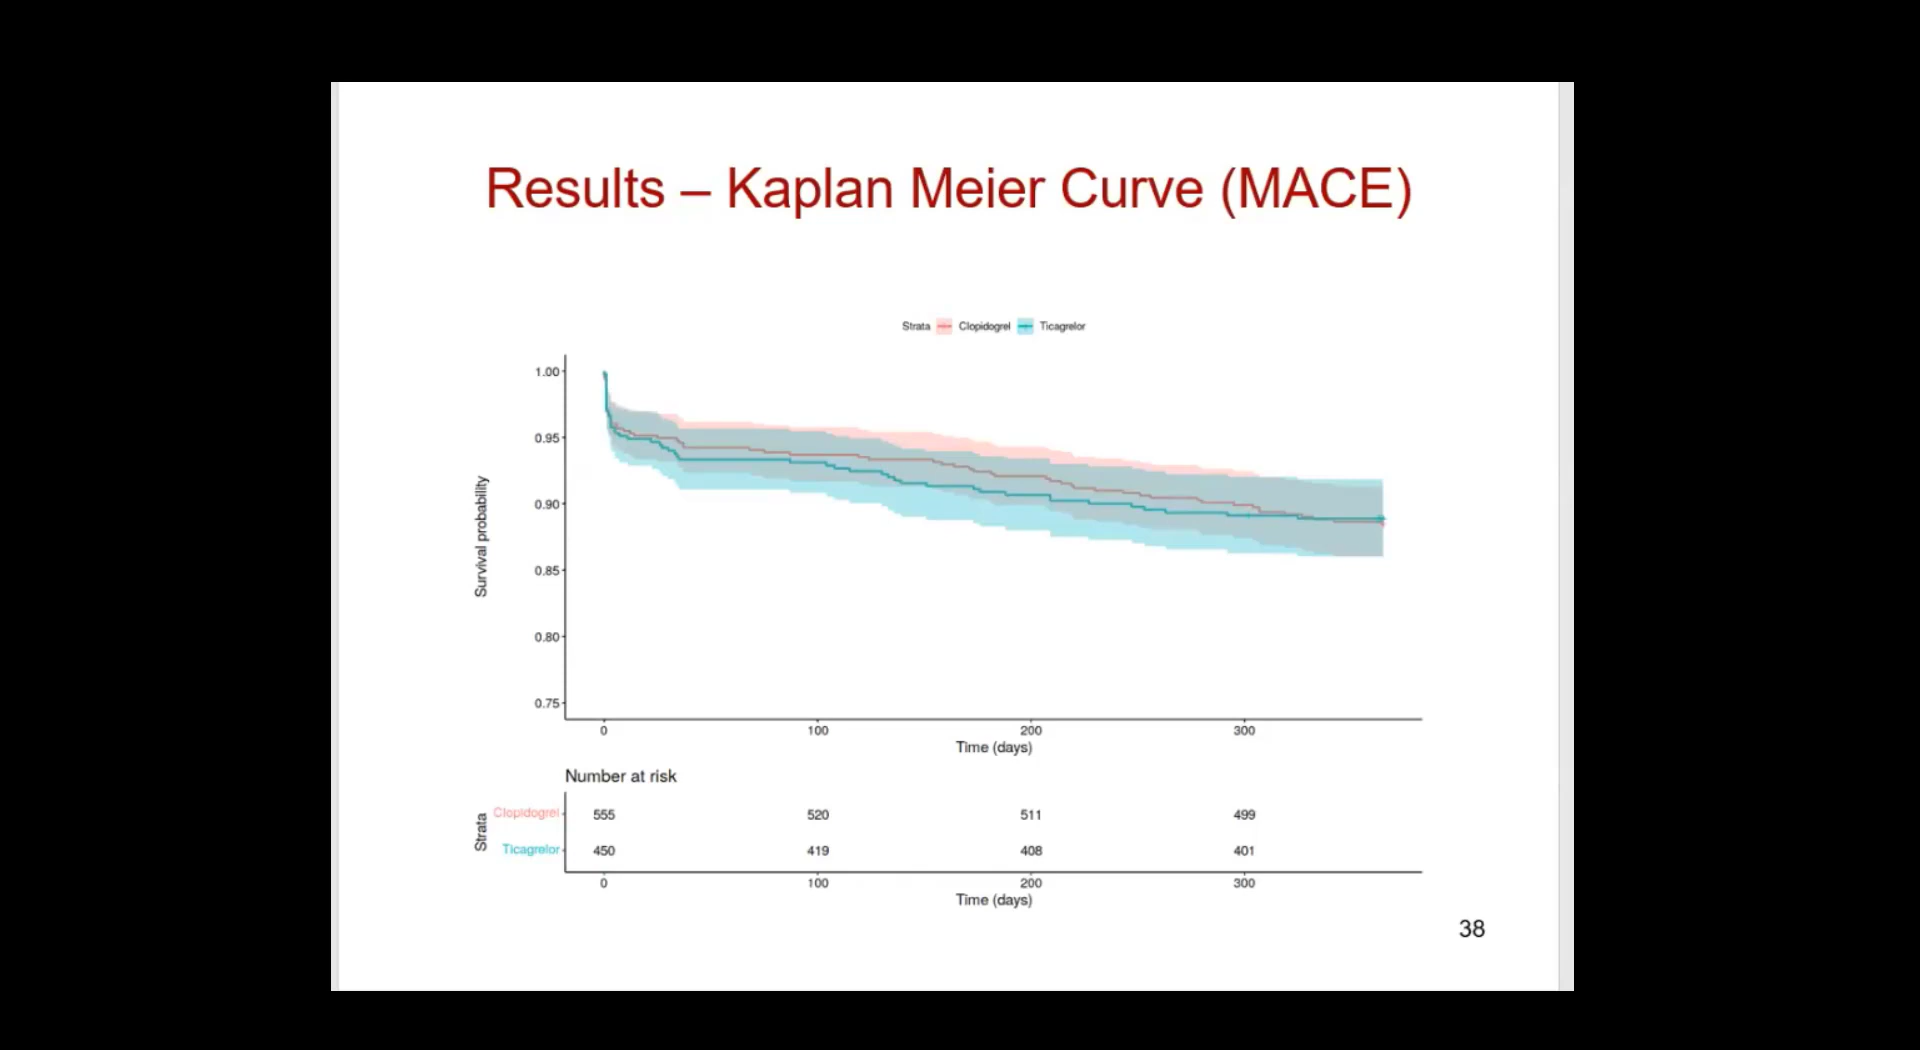 Results – Kaplan Meier Curve (MACE)
Strata Clopidogrel Ticagrelor
1.00
0.95
0.90
0.85
0.80
0.75
Survival probability
0 100 200 300
Time (days)
Number at risk
Strata
Clopidogrel 555 520 511 499
Ticagrelor 450 419 408 401
0 100 200 300
Time (days)
38